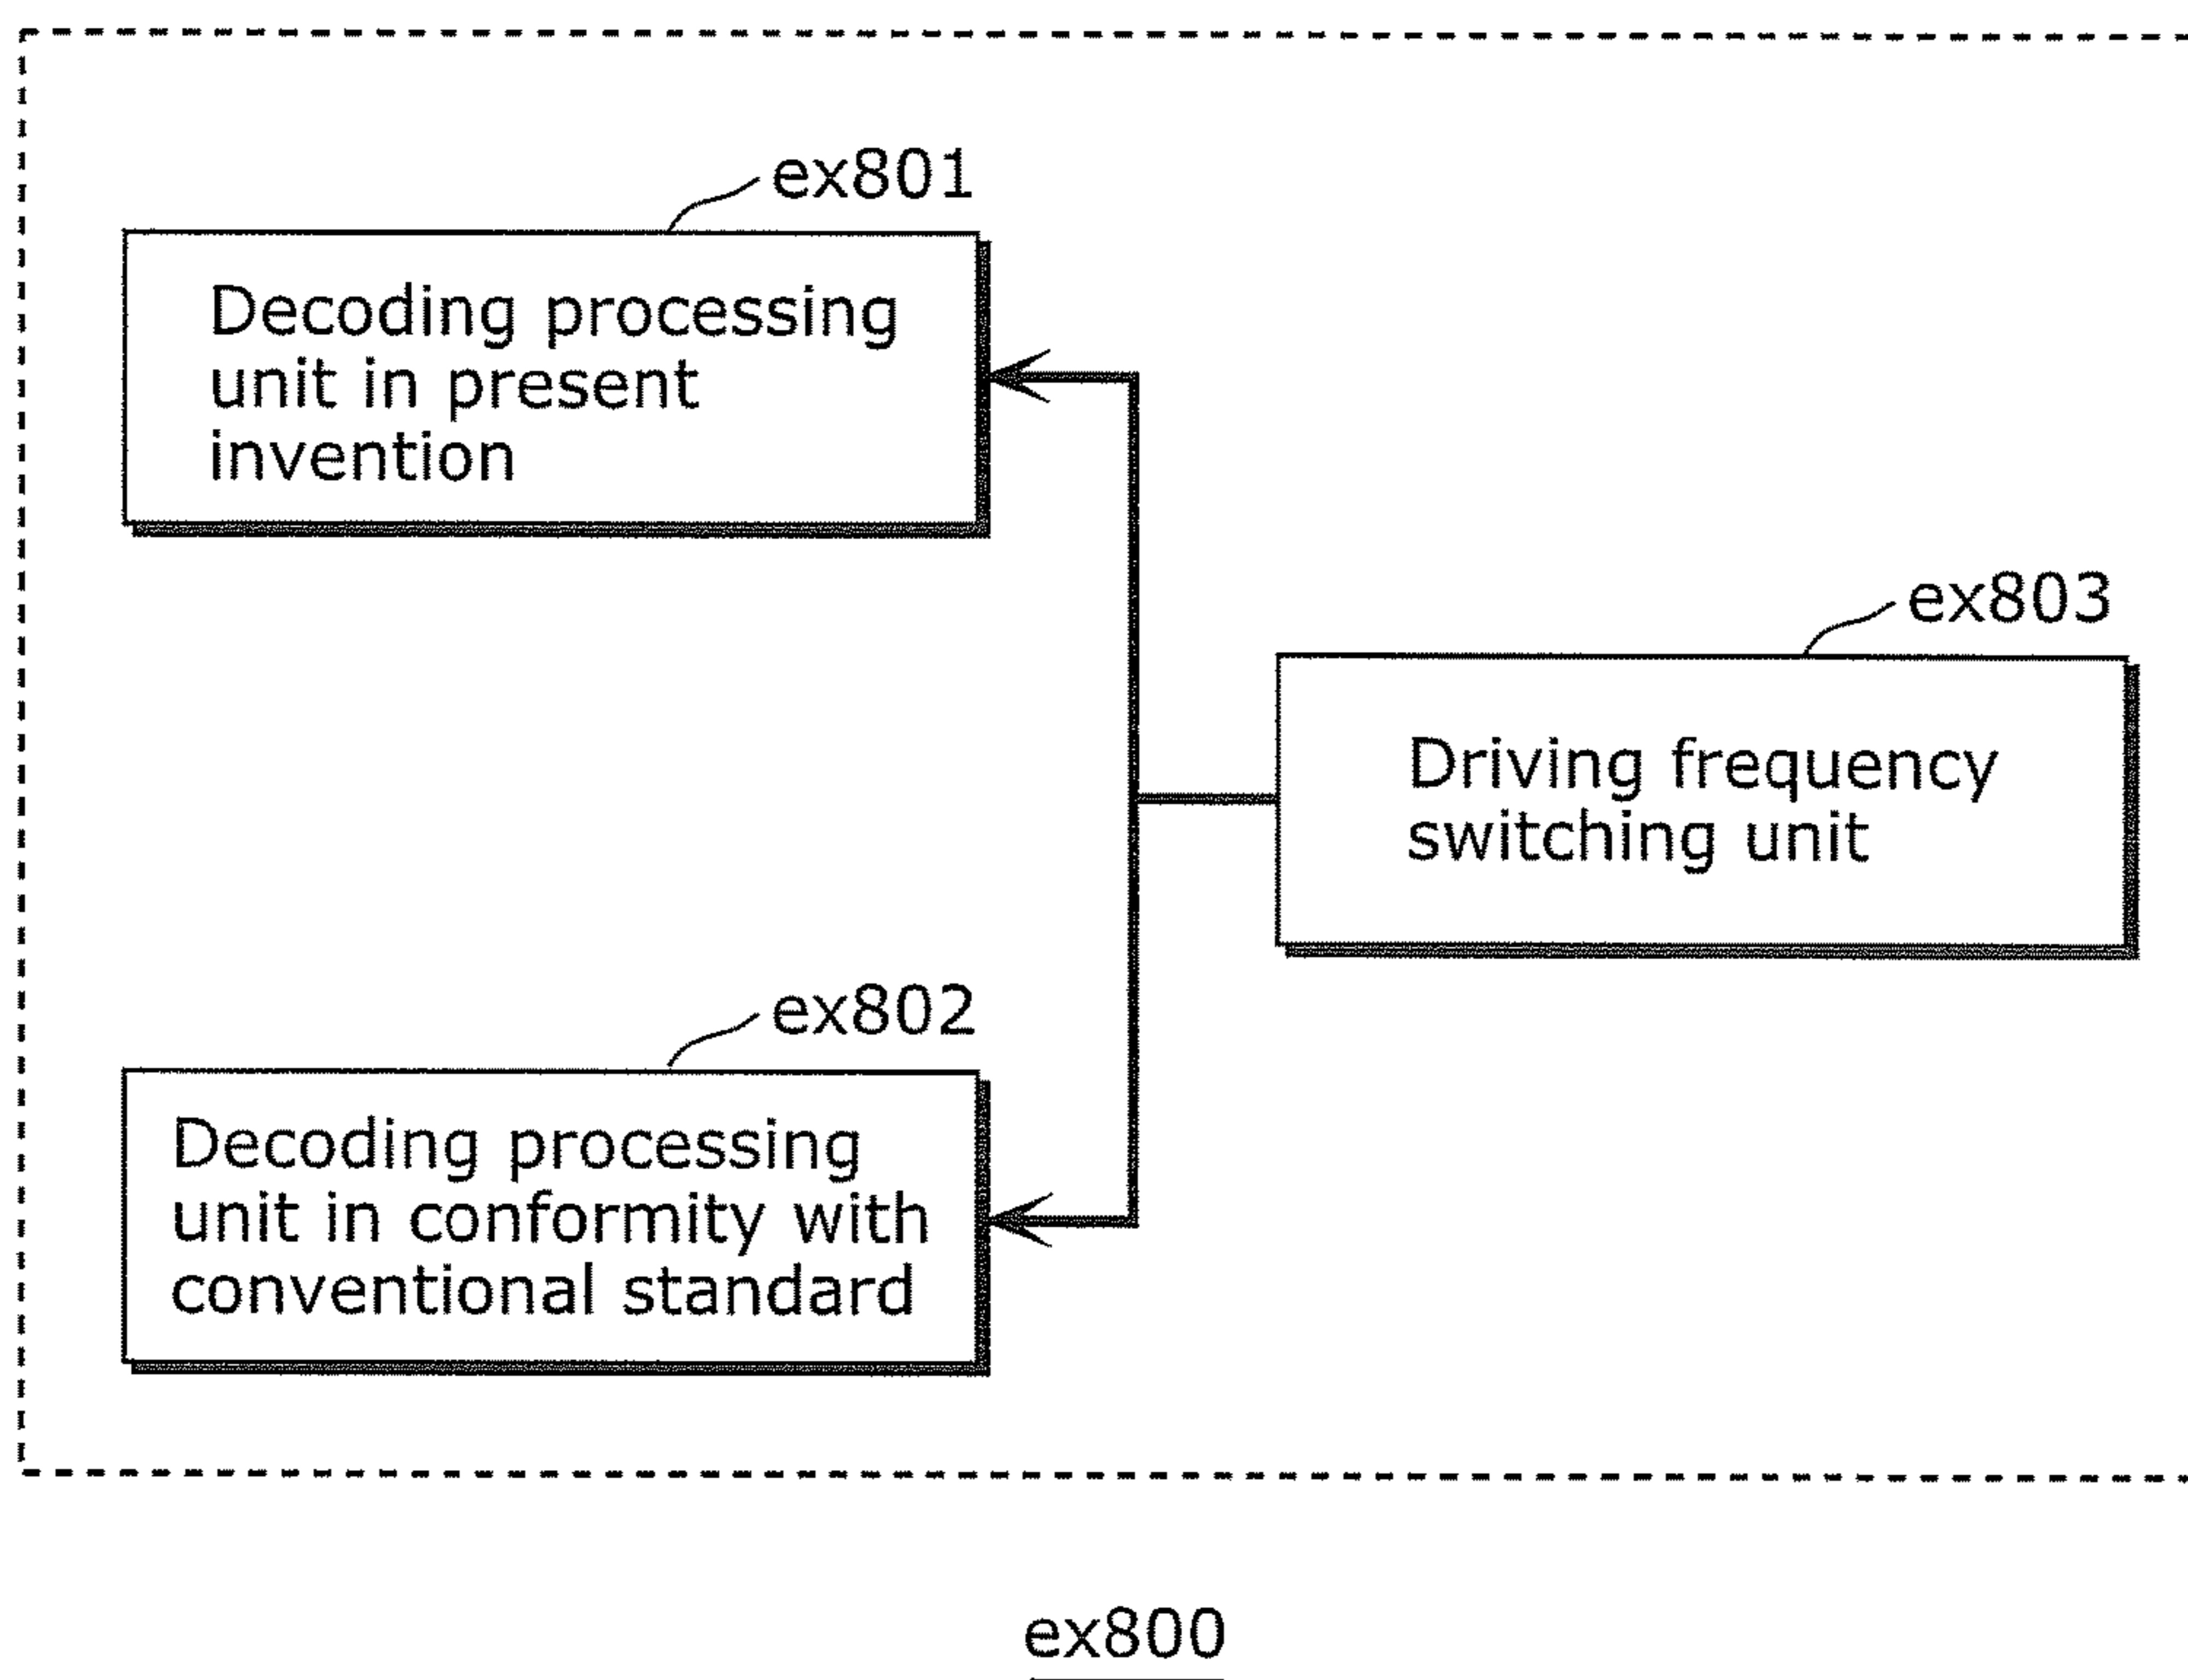 ex801
Decoding processing
unit in present
invention
ex803
Driving frequency
switching unit
ex802
Decoding processing
unit in conformity with
conventional standard
ex800